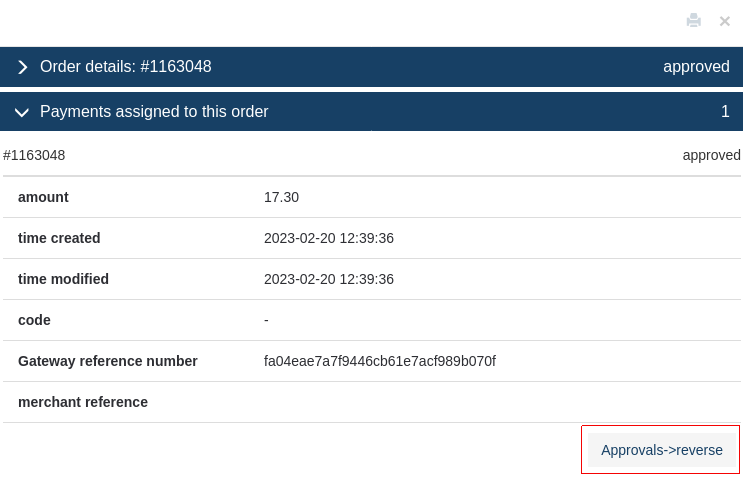 Order details: #1163048 approved
Payments assigned to this order 1
#1163048 approved
amount 17.30
time created 2023-02-20 12:39:36
time modified 2023-02-20 12:39:36
code -
Gateway reference number fa04eae7a7f9446cb61e7acf989b070f
merchant reference
Approvals->reverse